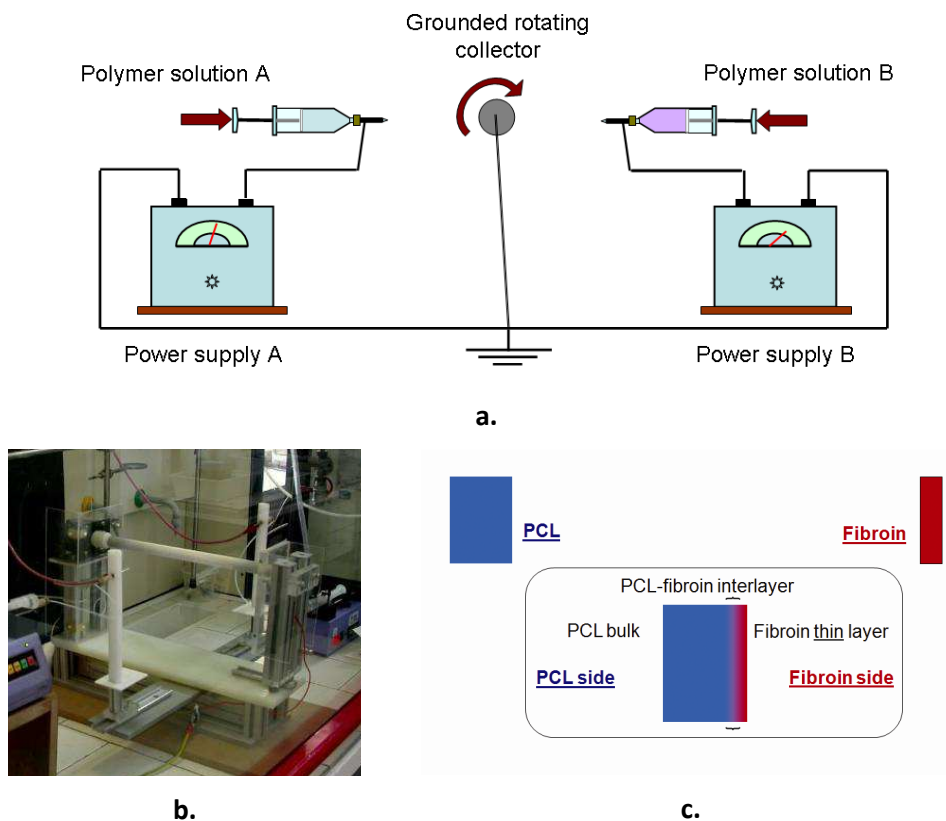 Grounded rotating
collector
Polymer solution A
Polymer solution B
Power supply A
Power supply B
a.
PCL
Fibroin
PCL-fibroin interlayer
PCL bulk
Fibroin thin layer
PCL side
Fibroin side
b.
c.